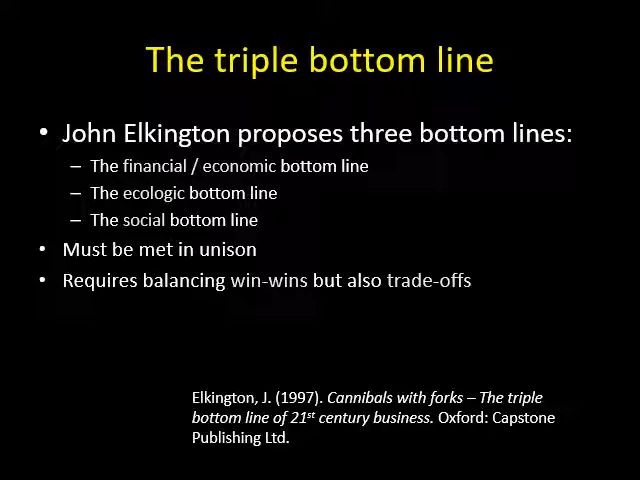 The triple bottom line
• John Elkington proposes three bottom lines:
– The financial / economic bottom line
– The ecologic bottom line
– The social bottom line
• Must be met in unison
• Requires balancing win-wins but also trade-offs
Elkington, J. (1997). Cannibals with forks – The triple
bottom line of 21st century business. Oxford: Capstone
Publishing Ltd.